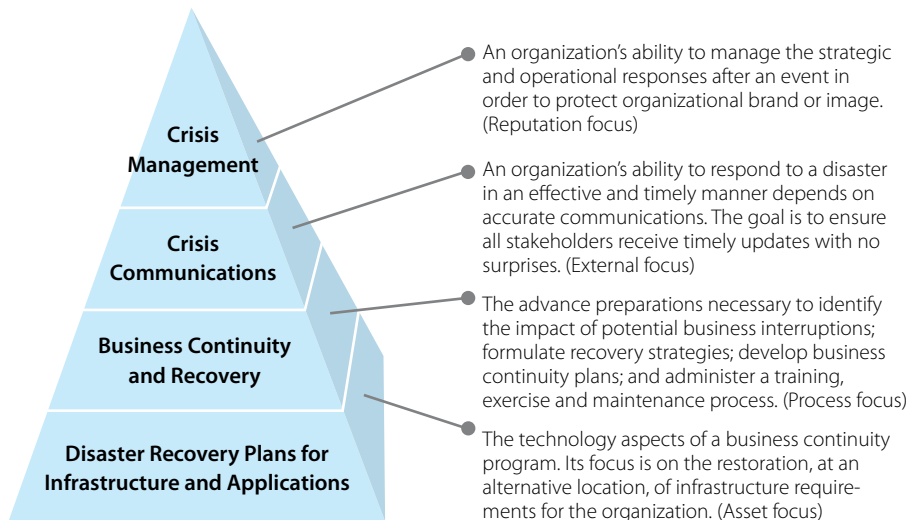 Crisis
Management
An organization’s ability to manage the strategic
and operational responses after an event in
order to protect organizational brand or image.
(Reputation focus)
Crisis
Communications
An organization’s ability to respond to a disaster
in an effective and timely manner depends on
accurate communications. The goal is to ensure
all stakeholders receive timely updates with no
surprises. (External focus)
Business Continuity
and Recovery
The advance preparations necessary to identify
the impact of potential business interruptions;
formulate recovery strategies; develop business
continuity plans; and administer a training,
exercise and maintenance process. (Process focus)
Disaster Recovery Plans for
Infrastructure and Applications
The technology aspects of a business continuity
program. Its focus is on the restoration, at an
alternative location, of infrastructure require-
ments for the organization. (Asset focus)